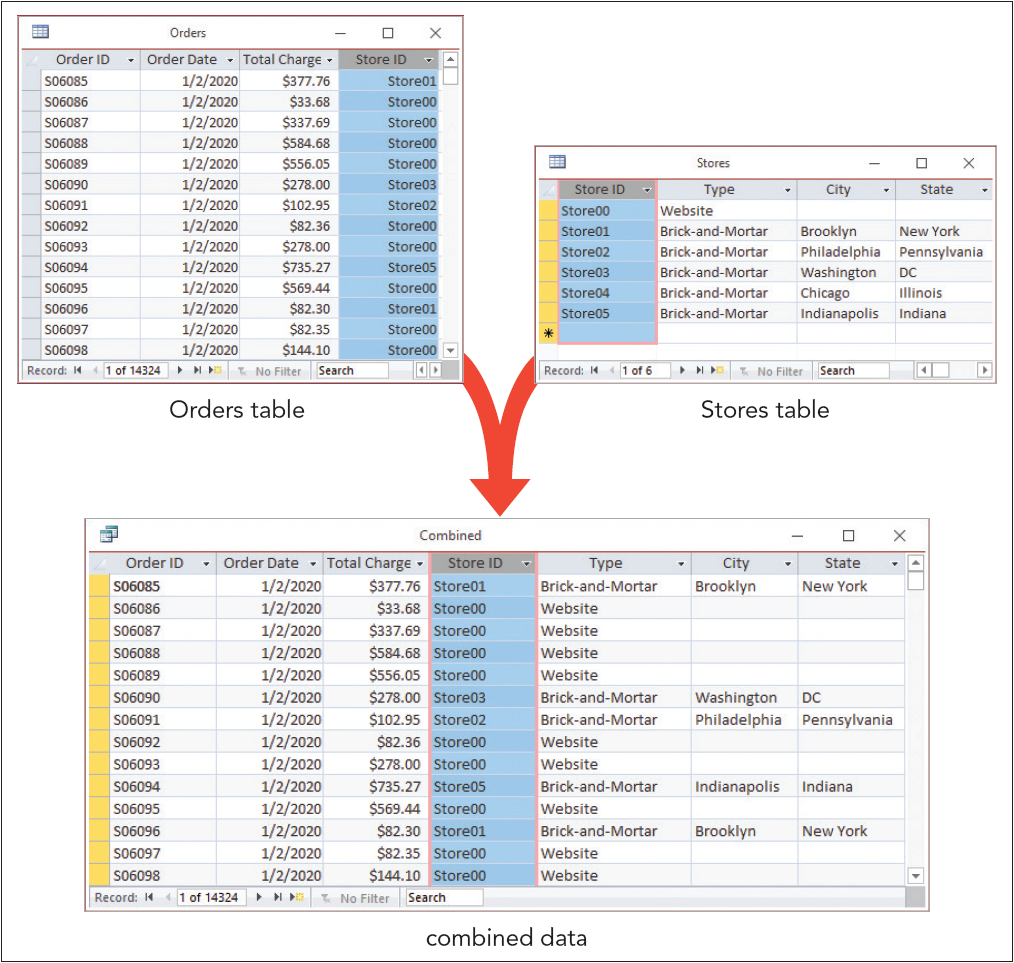 Orders
Order ID Order Date Total Charge Store ID
S06085 1/2/2020 $377.76 Store01
S06086 1/2/2020 $33.68 Store00
S06087 1/2/2020 $337.69 Store00
S06088 1/2/2020 $584.68 Store00
S06089 1/2/2020 $556.05 Store00
S06090 1/2/2020 $278.00 Store03
S06091 1/2/2020 $102.95 Store02
S06092 1/2/2020 $82.36 Store00
S06093 1/2/2020 $278.00 Store00
S06094 1/2/2020 $735.27 Store05
S06095 1/2/2020 $569.44 Store00
S06096 1/2/2020 $82.30 Store01
S06097 1/2/2020 $82.35 Store00
S06098 1/2/2020 $144.10 Store00
Record: 1 of 14324 No Filter Search
Orders table
Stores
Store ID Type City State
Store00 Website
Store01 Brick-and-Mortar Brooklyn New York
Store02 Brick-and-Mortar Philadelphia Pennsylvania
Store03 Brick-and-Mortar Washington DC
Store04 Brick-and-Mortar Chicago Illinois
Store05 Brick-and-Mortar Indianapolis Indiana
Record: 1 of 6 No Filter Search
Stores table
Combined
Order ID Order Date Total Charge Store ID Type City State
S06085 1/2/2020 $377.76 Store01 Brick-and-Mortar Brooklyn New York
S06086 1/2/2020 $33.68 Store00 Website
S06087 1/2/2020 $337.69 Store00 Website
S06088 1/2/2020 $584.68 Store00 Website
S06089 1/2/2020 $556.05 Store00 Website
S06090 1/2/2020 $278.00 Store03 Brick-and-Mortar Washington DC
S06091 1/2/2020 $102.95 Store02 Brick-and-Mortar Philadelphia Pennsylvania
S06092 1/2/2020 $82.36 Store00 Website
S06093 1/2/2020 $278.00 Store00 Website
S06094 1/2/2020 $735.27 Store05 Brick-and-Mortar Indianapolis Indiana
S06095 1/2/2020 $569.44 Store00 Website
S06096 1/2/2020 $82.30 Store01 Brick-and-Mortar Brooklyn New York
S06097 1/2/2020 $82.35 Store00 Website
S06098 1/2/2020 $144.10 Store00 Website
Record: 1 of 14324 No Filter Search
combined data